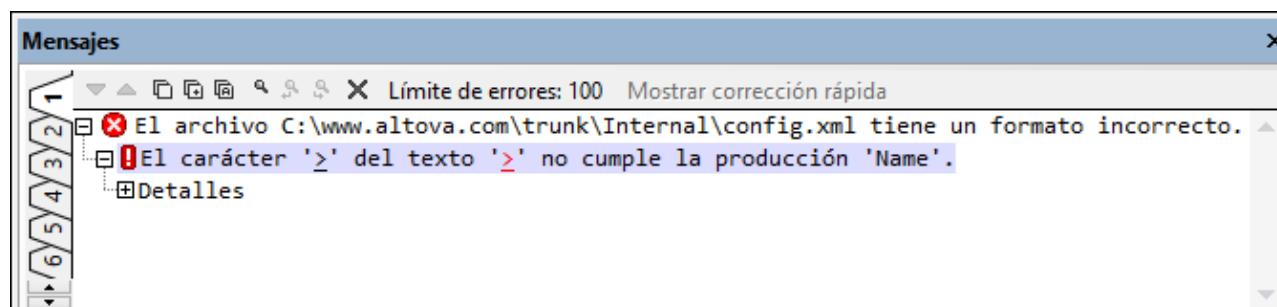 Mensajes
Límite de errores: 100 Mostrar corrección rápida
El archivo C:\www.altova.com\trunk\Internal\config.xml tiene un formato incorrecto.
El carácter '>' del texto '>' no cumple la producción 'Name'.
Detalles
1
2
3
4
5
6